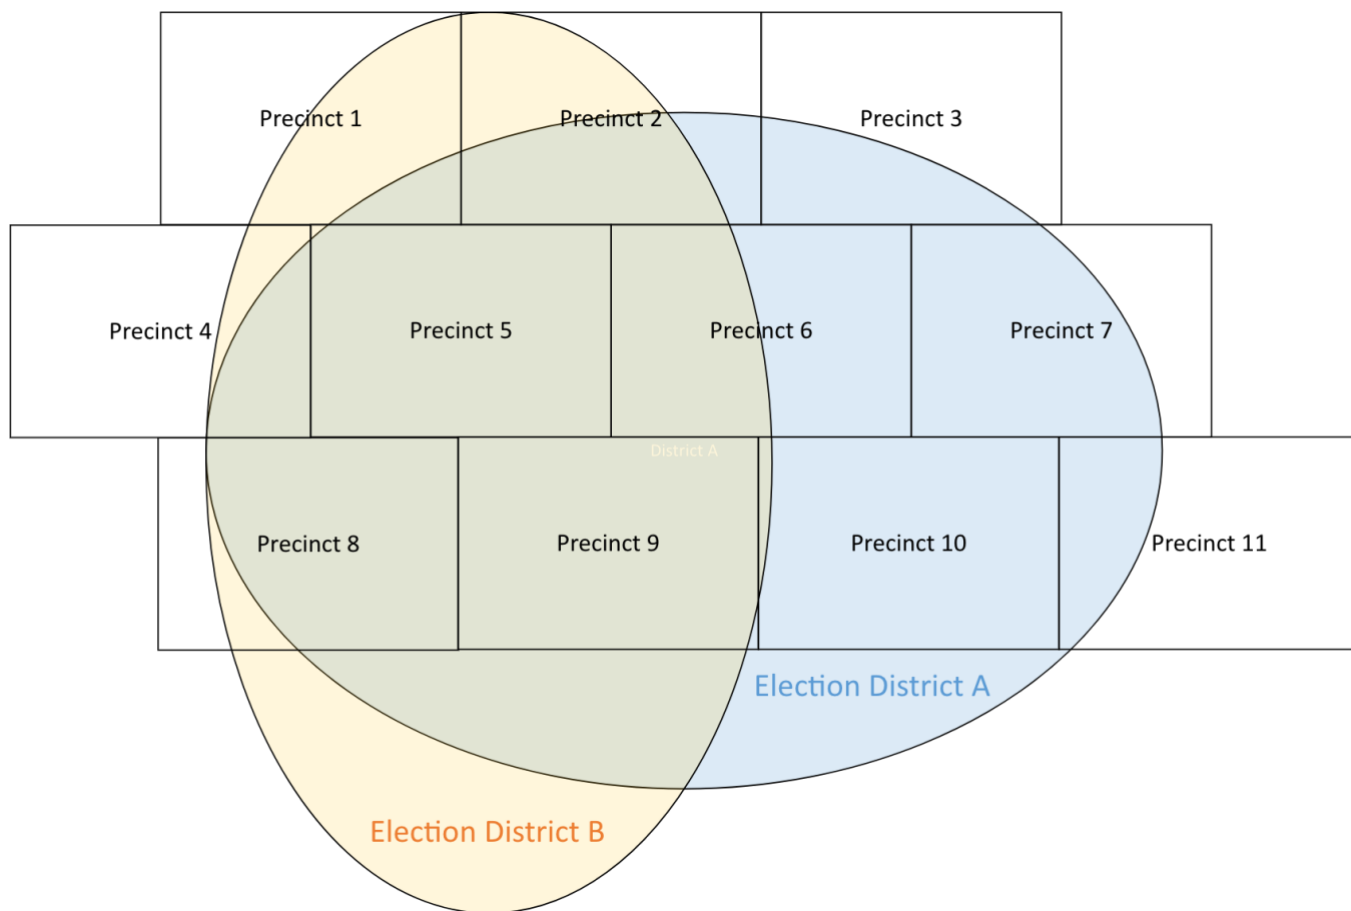 Precinct 1
Precinct 2
Precinct 3
Precinct 4
Precinct 5
Precinct 6
Precinct 7
District A
Precinct 8
Precinct 9
Precinct 10
Precinct 11
Election District A
Election District B